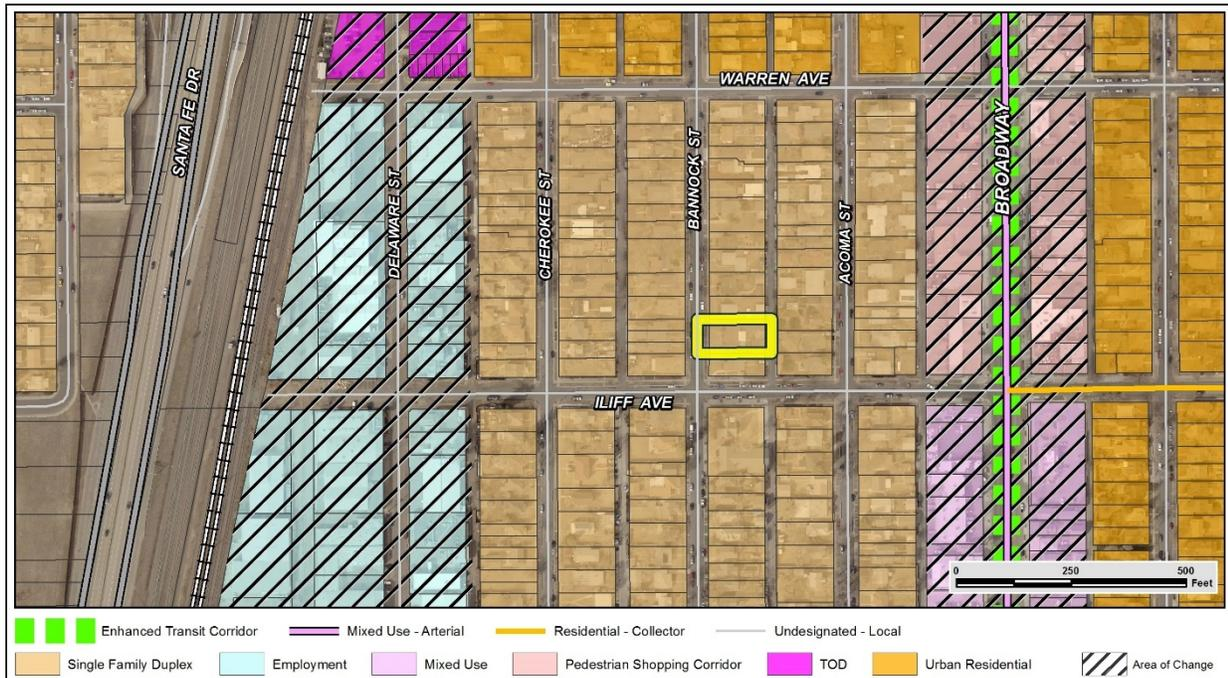 WARREN AVE
SANTA FE DR
BROADWAY
BANNOCK ST
DELAWARE ST
CHEROKEE ST
ACOMA ST
ILIFF AVE
0 250 500
Feet
Enhanced Transit Corridor Mixed Use - Arterial Residential - Collector Undesignated - Local
Single Family Duplex Employment Mixed Use Pedestrian Shopping Corridor TOD Urban Residential Area of Change